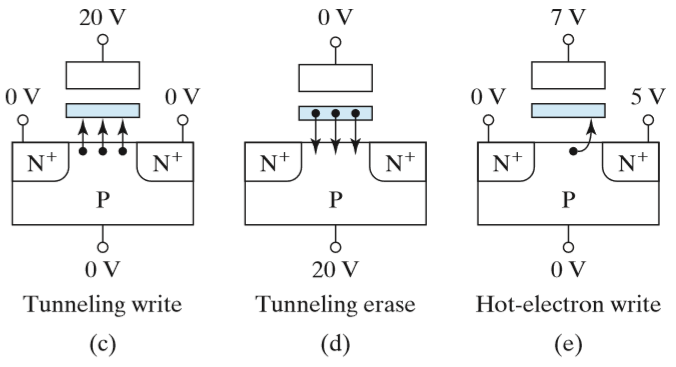 20 V
0 V
7 V
0 V
0 V
0 V
5 V
N+
N+
N+
N+
N+
N+
P
P
P
0 V
20 V
0 V
Tunneling write
Tunneling erase
Hot-electron write
(c)
(d)
(e)